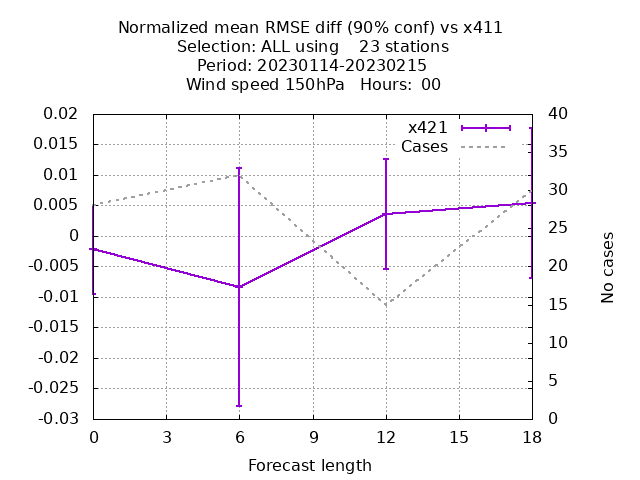 Normalized mean RMSE diff (90% conf) vs x411
Selection: ALL using    23 stations
Period: 20230114-20230215
Wind speed 150hPa   Hours:  00
x421
Cases
0.02
0.015
0.01
0.005
0
-0.005
-0.01
-0.015
-0.02
-0.025
-0.03
40
35
30
25
20
15
10
5
0
No cases
0 3 6 9 12 15 18
Forecast length